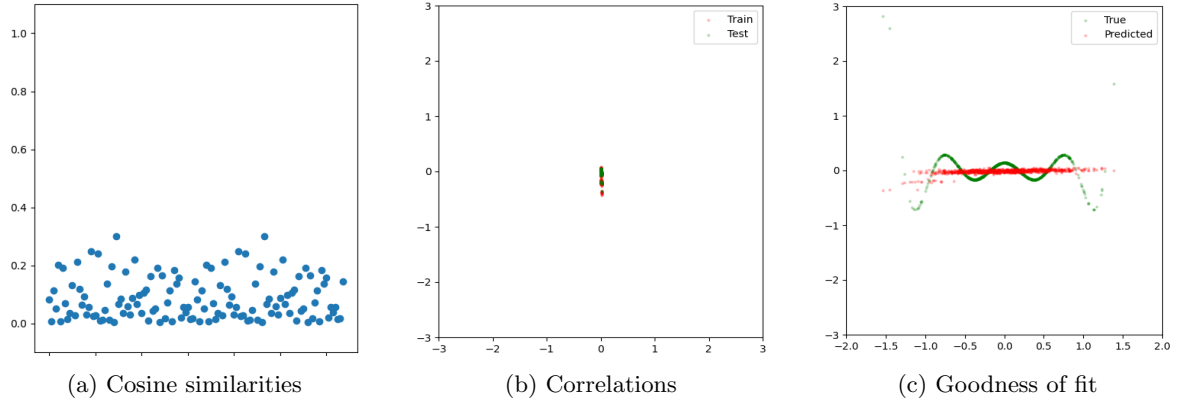 1.0
0.8
0.6
0.4
0.2
0.0
(a) Cosine similarities
3
2
1
0
−1
−2
−3
−3 −2 −1 0 1 2 3
Train
Test
(b) Correlations
3
2
1
0
−1
−2
−3
−2.0 −1.5 −1.0 −0.5 0.0 0.5 1.0 1.5 2.0
True
Predicted
(c) Goodness of fit